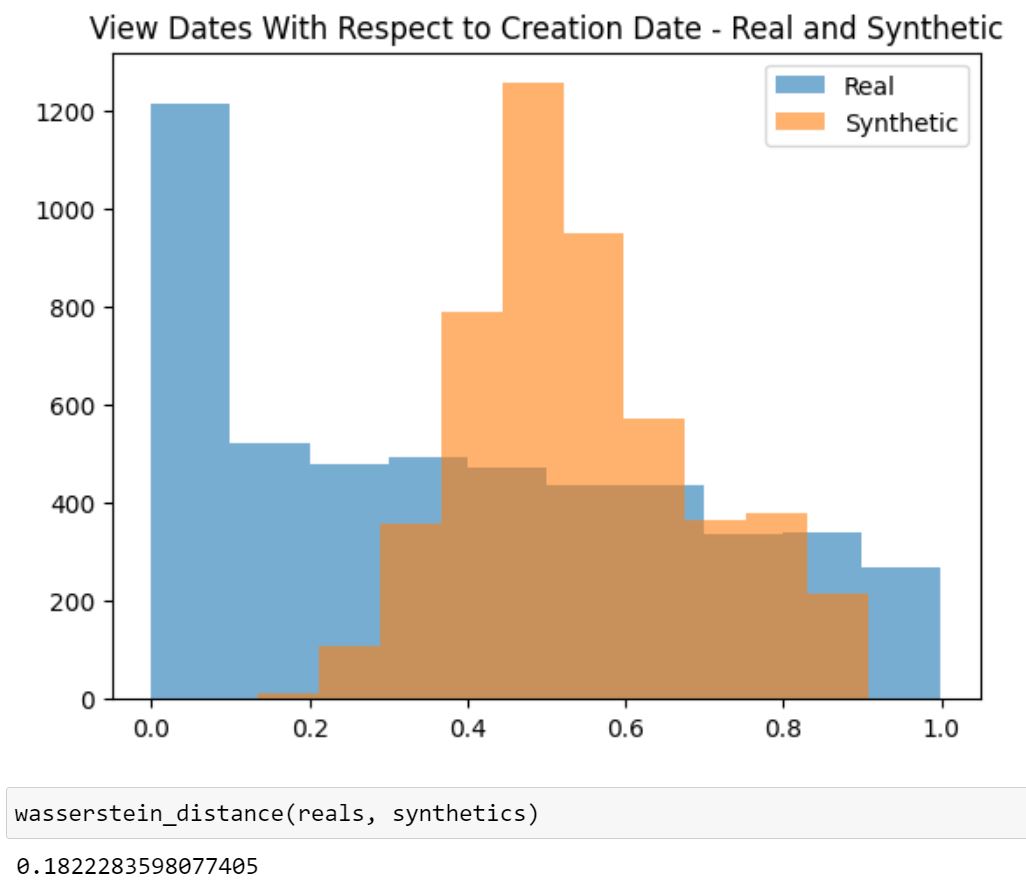 View Dates With Respect to Creation Date - Real and Synthetic
Real
Synthetic
1200
1000
800
600
400
200
0
0.0 0.2 0.4 0.6 0.8 1.0
wasserstein_distance(reals, synthetics)
0.1822283598077405